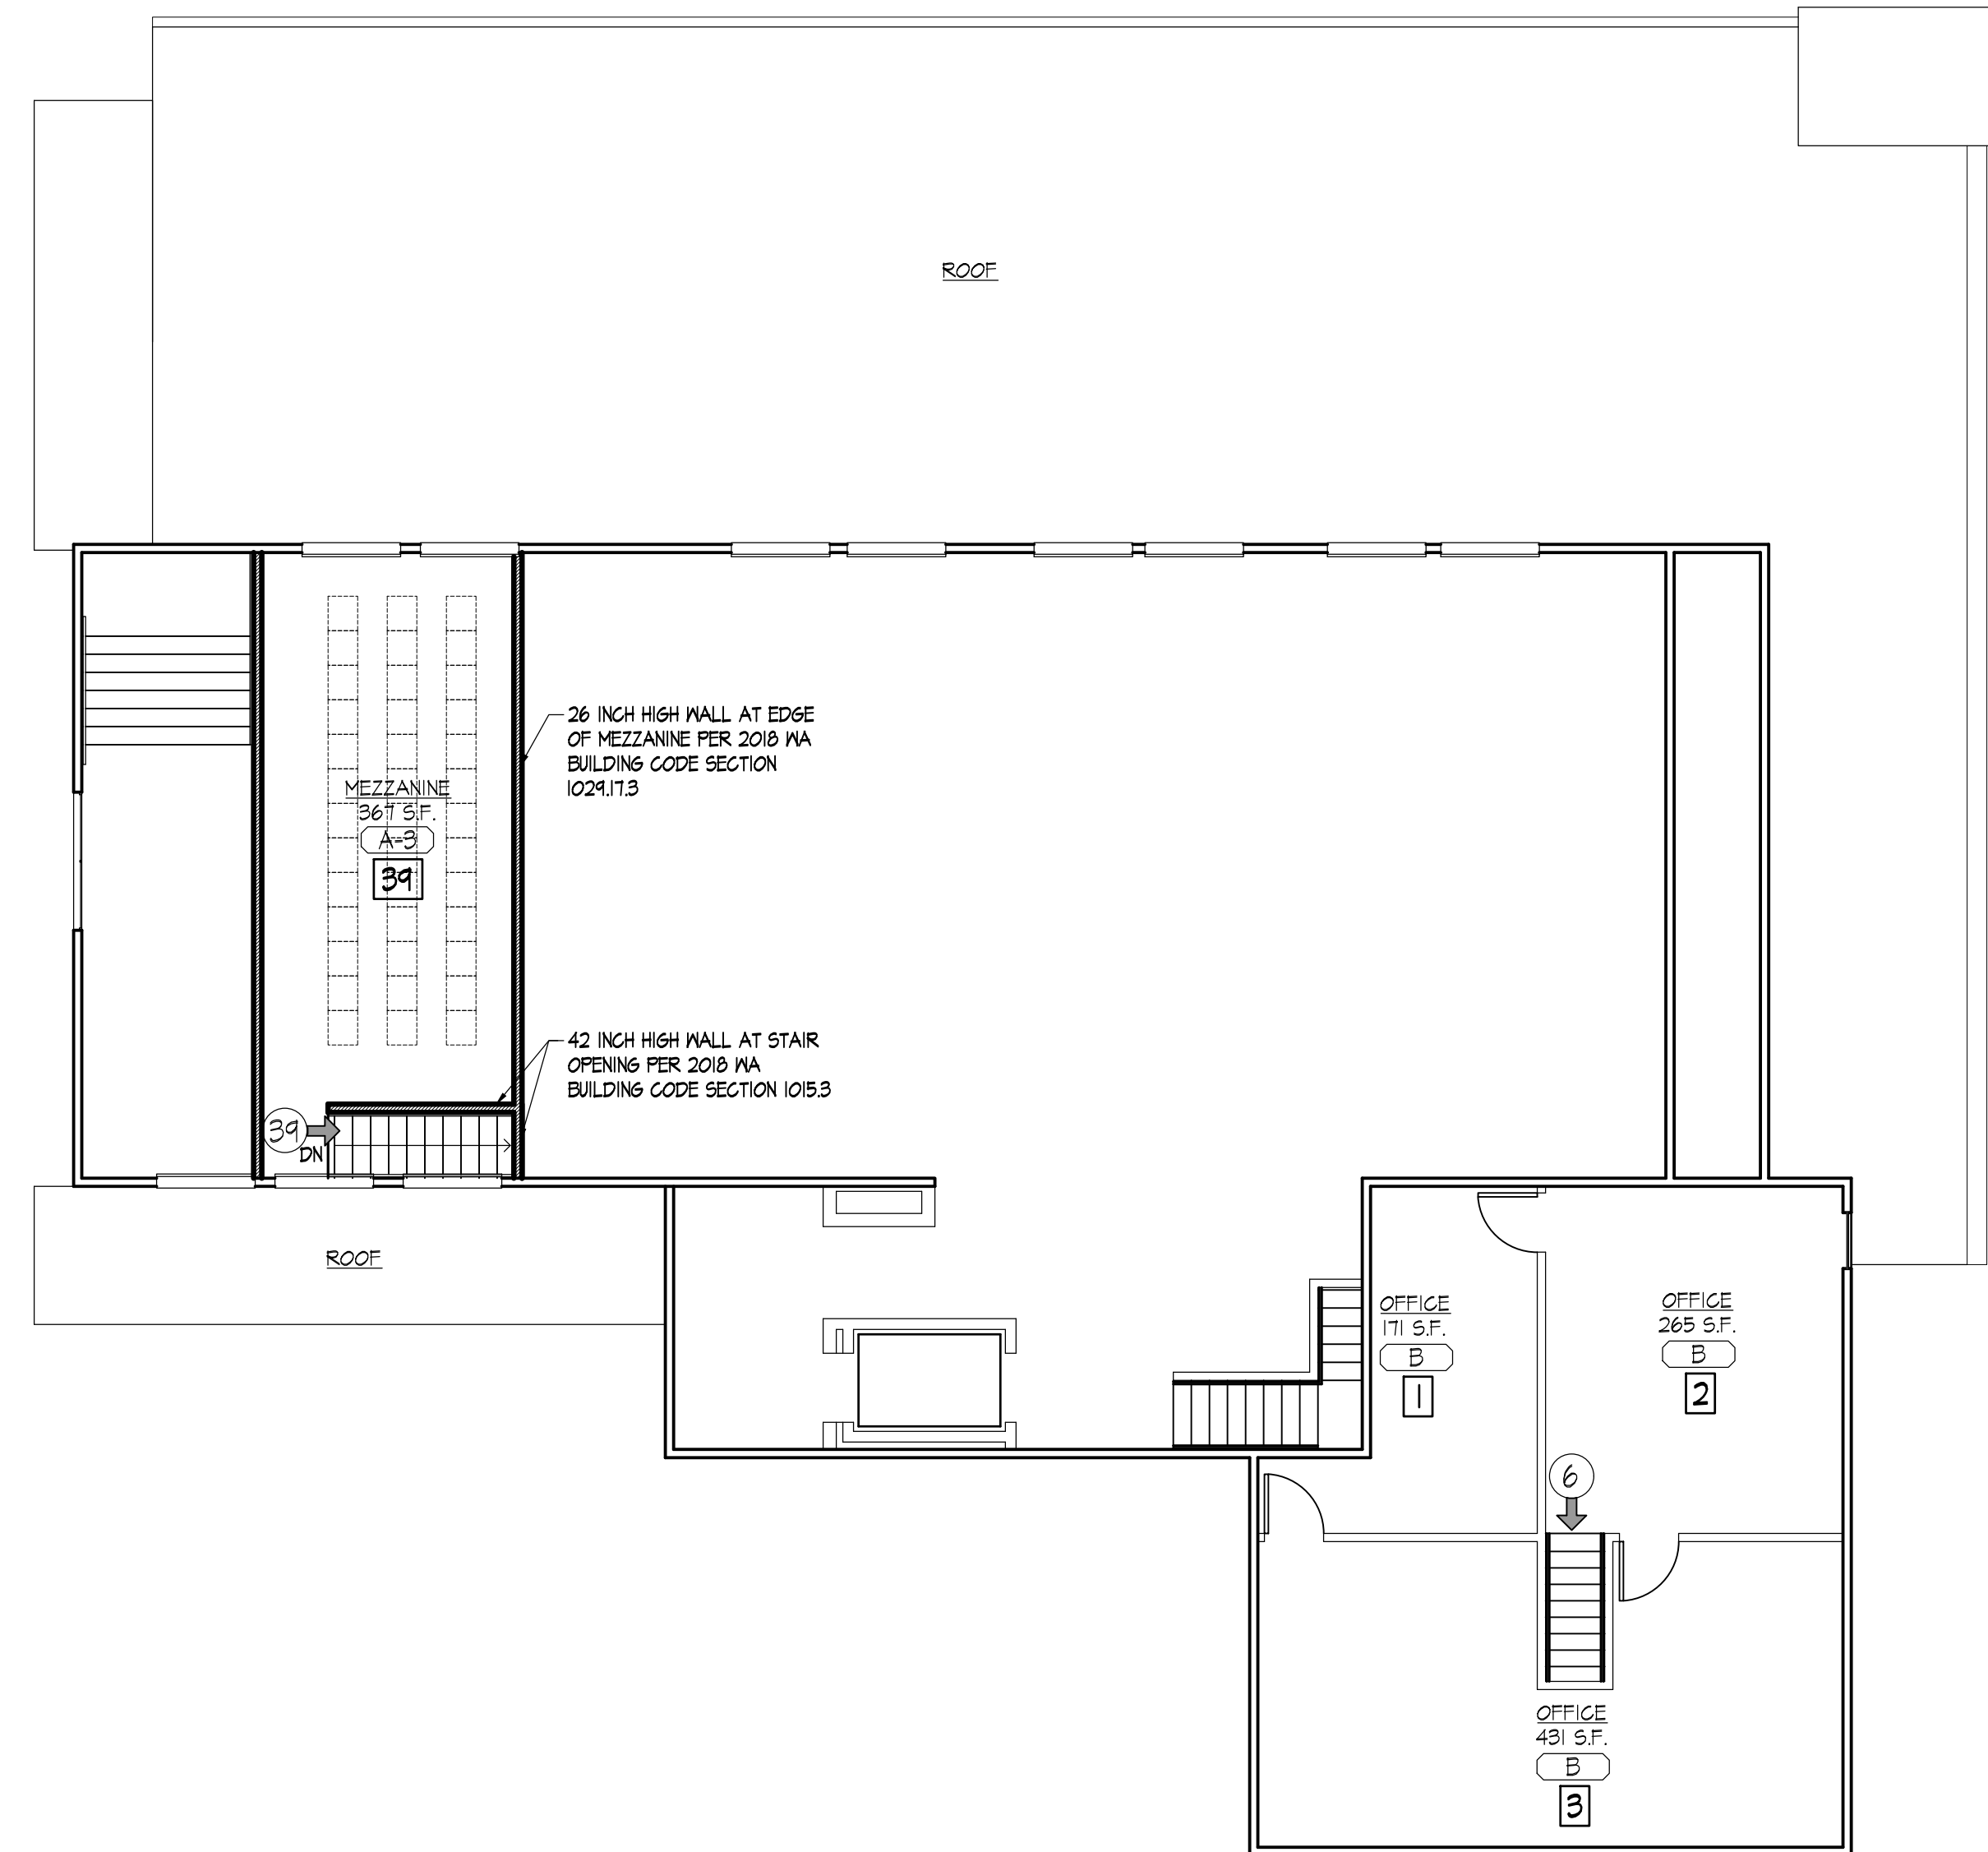 ROOF
26 INCH HIGH WALL AT EDGE
OF MEZZANINE PER 2018 WA
BUILDING CODE SECTION
1029.17.3
MEZZANINE
367 S.F.
A-3
39
42 INCH HIGH WALL AT STAIR
OPENING PER 2018 WA
BUILDING CODE SECTION 1015.3
39
DN
ROOF
OFFICE
171 S.F.
B
1
OFFICE
265 S.F.
B
2
6
OFFICE
431 S.F.
B
3